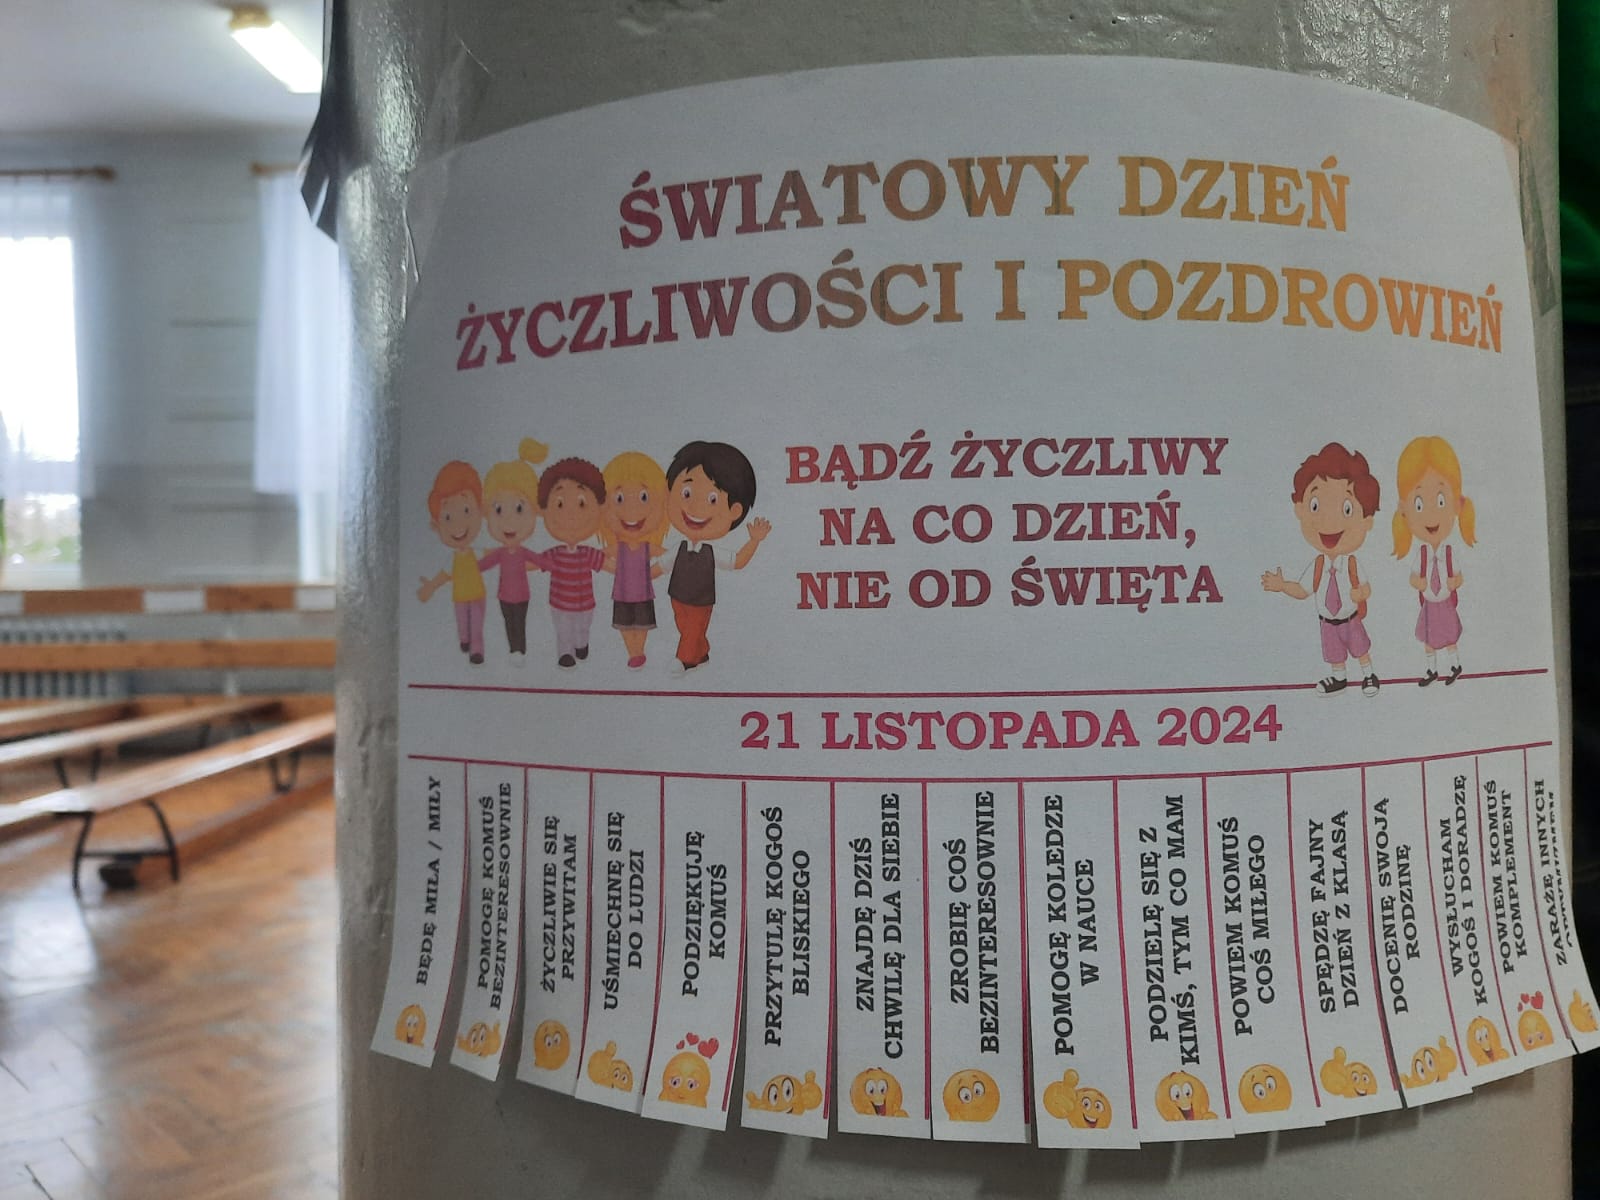 ŚWIATOWY DZIEŃ
ŻYCZLIWOŚCI I POZDROWIEŃ
BĄDŹ ŻYCZLIWY
NA CO DZIEŃ,
NIE OD ŚWIĘTA
21 LISTOPADA 2024
BĘDĘ MIŁA / MIŁY
POMOGĘ KOMUŚ
BEZINTERESOWNIE
ŻYCZLIWIE SIĘ
PRZYWITAM
UŚMIECHNĘ SIĘ
DO LUDZI
PODZIĘKUJĘ
KOMUŚ
PRZYTULĘ KOGOŚ
BLISKIEGO
ZNAJDĘ DZIŚ
CHWILĘ DLA SIEBIE
ZROBIĘ COŚ
BEZINTERESOWNIE
POMOGĘ KOLEDZE
W NAUCE
PODZIELĘ SIĘ Z
KIMŚ, TYM CO MAM
POWIEM KOMUŚ
COŚ MIŁEGO
SPĘDZĘ FAJNY
DZIEŃ Z KLASĄ
DOCENIĘ SWOJĄ
RODZINĘ
WYSŁUCHAM
KOGOŚ I DORADZĘ
POWIEM KOMUŚ
KOMPLEMENT
ZARAŻĘ INNYCH